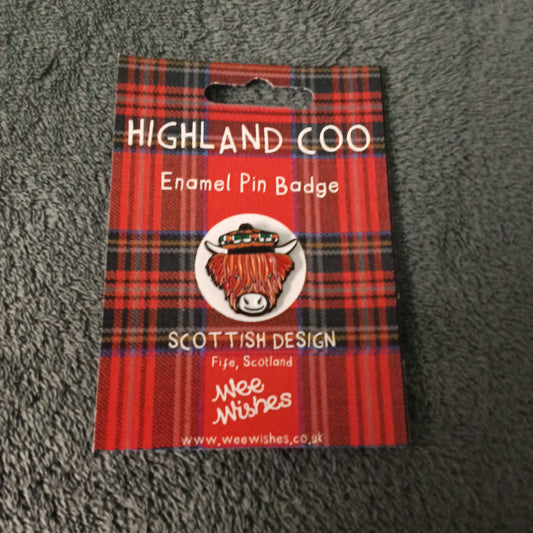 HIGHLAND COO
Enamel Pin Badge
SCOTTISH DESIGN
Fife, Scotland
Wee
Wishes
www.weewishes.co.uk